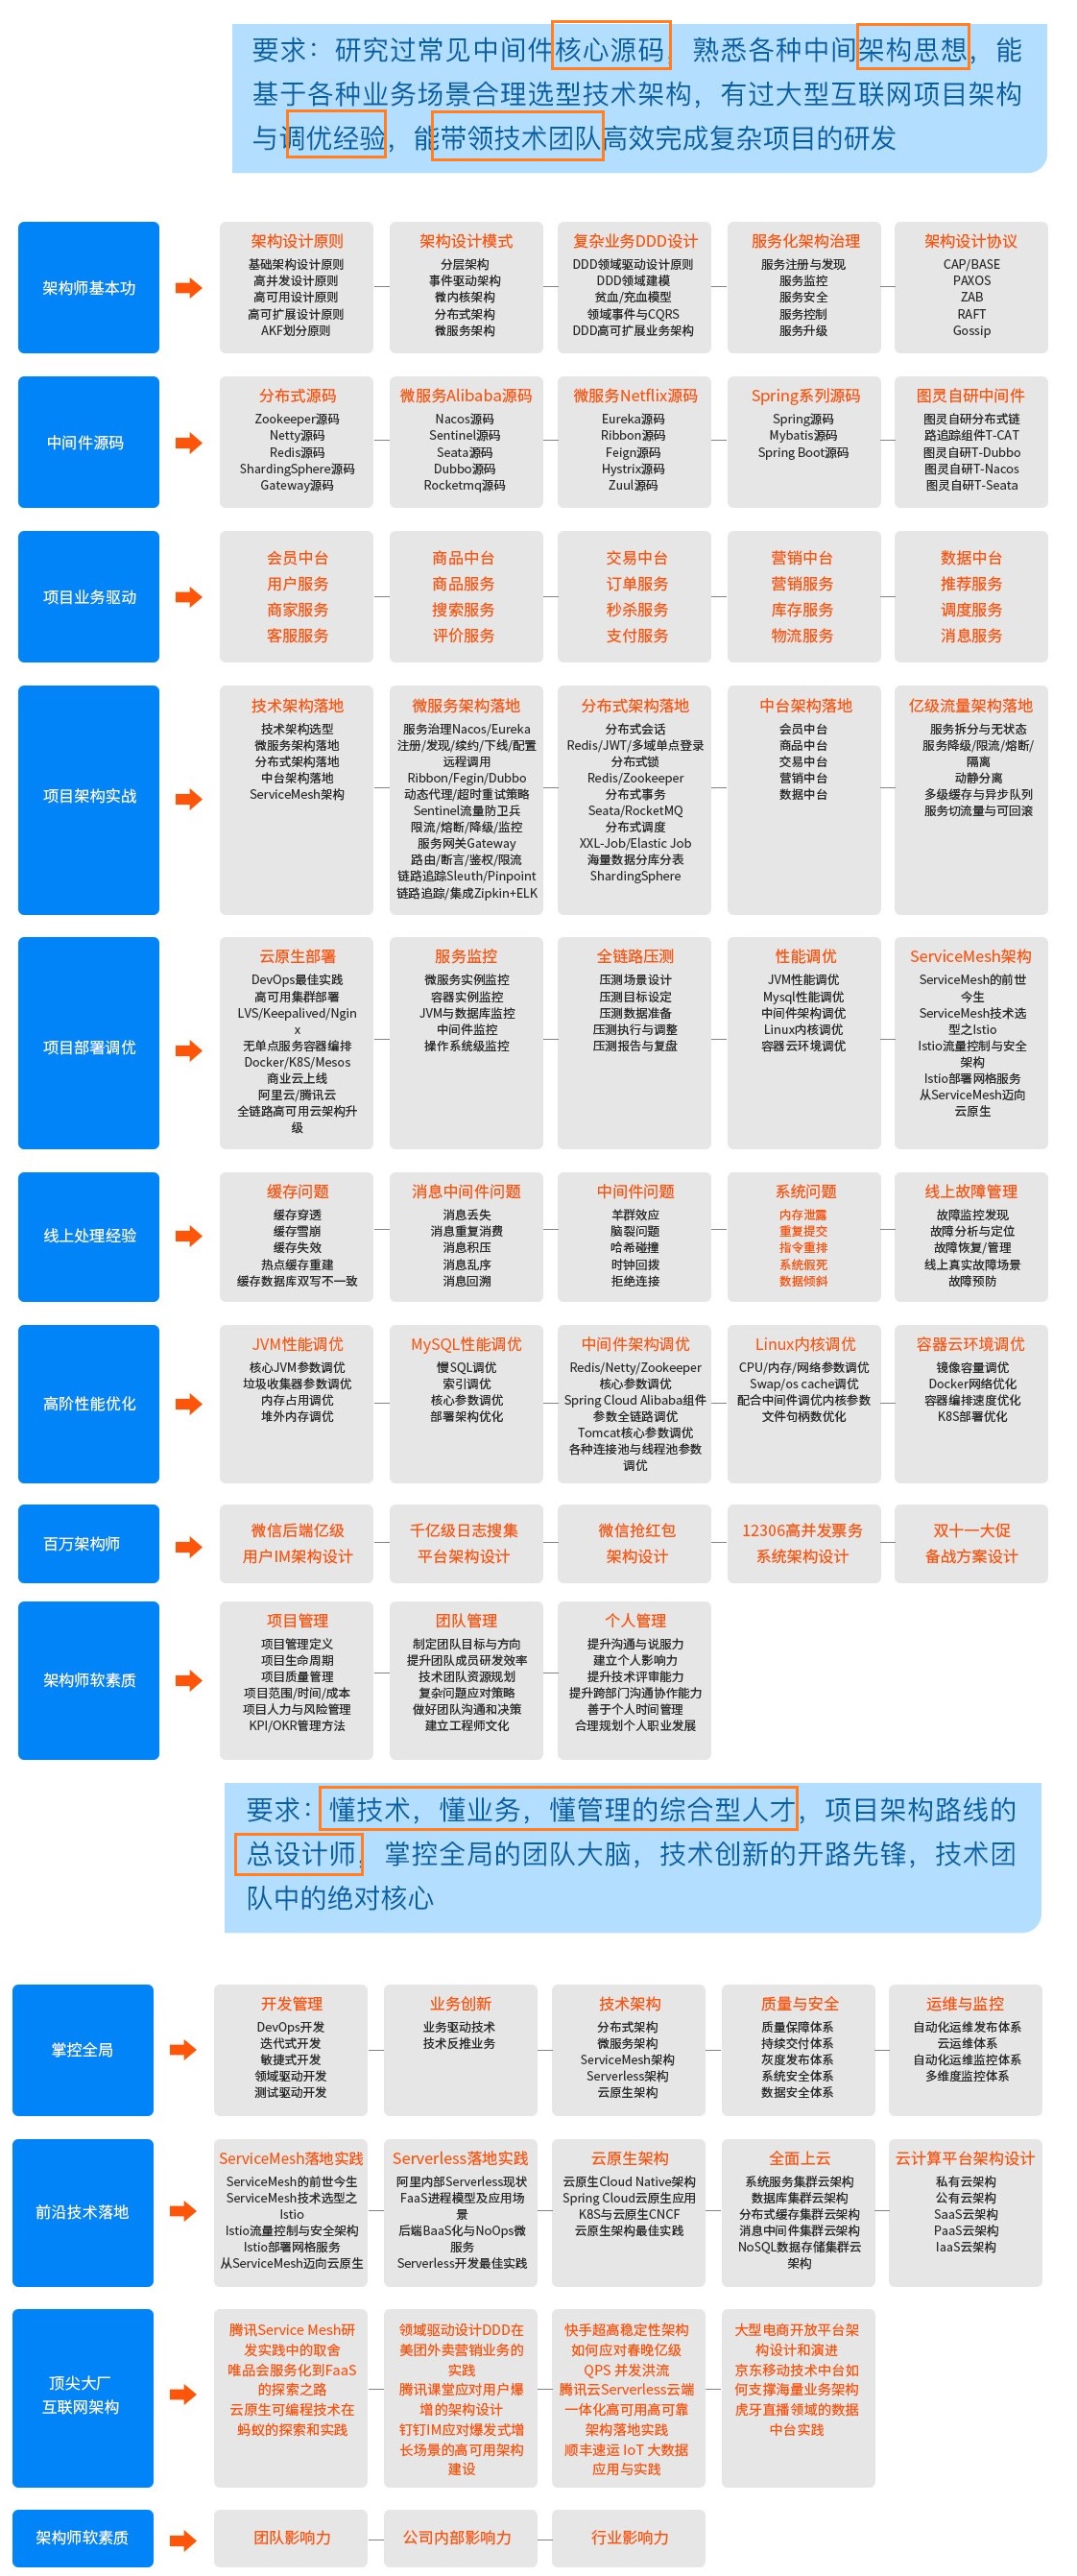 要求：研究过常见中间件核心源码，熟悉各种中间架构思想，能
基于各种业务场景合理选型技术架构，有过大型互联网项目架构
与调优经验，能带领技术团队高效完成复杂项目的研发
架构师基本功
架构设计原则
基础架构设计原则
高并发设计原则
高可用设计原则
高可扩展设计原则
AKF划分原则
架构设计模式
分层架构
事件驱动架构
微内核架构
分布式架构
微服务架构
复杂业务DDD设计
DDD领域驱动设计原则
DDD领域建模
贫血/充血模型
领域事件与CQRS
DDD高可扩展业务架构
服务化架构治理
服务注册与发现
服务监控
服务安全
服务控制
服务升级
架构设计协议
CAP/BASE
PAXOS
ZAB
RAFT
Gossip
中间件源码
分布式源码
Zookeeper源码
Netty源码
Redis源码
ShardingSphere源码
Gateway源码
微服务Alibaba源码
Nacos源码
Sentinel源码
Seata源码
Dubbo源码
Rocketmq源码
微服务Netflix源码
Eureka源码
Ribbon源码
Feign源码
Hystrix源码
Zuul源码
Spring系列源码
Spring源码
Mybatis源码
Spring Boot源码
图灵自研中间件
图灵自研分布式链
路追踪组件T-CAT
图灵自研T-Dubbo
图灵自研T-Nacos
图灵自研T-Seata
项目业务驱动
会员中台
用户服务
商家服务
客服服务
商品中台
商品服务
搜索服务
评价服务
交易中台
订单服务
秒杀服务
支付服务
营销中台
营销服务
库存服务
物流服务
数据中台
推荐服务
调度服务
消息服务
项目架构实战
技术架构落地
技术架构选型
微服务架构落地
分布式架构落地
中台架构落地
ServiceMesh架构
微服务架构落地
服务治理Nacos/Eureka
注册/发现/续约/下线/配置
远程调用
Ribbon/Fegin/Dubbo
动态代理/超时重试策略
Sentinel流量防卫兵
限流/熔断/降级/监控
服务网关Gateway
路由/断言/鉴权/限流
链路追踪Sleuth/Pinpoint
链路追踪/集成Zipkin+ELK
分布式架构落地
分布式会话
Redis/JWT/多域单点登录
分布式锁
Redis/Zookeeper
分布式事务
Seata/RocketMQ
分布式调度
XXL-Job/Elastic Job
海量数据分库分表
ShardingSphere
中台架构落地
会员中台
商品中台
交易中台
营销中台
数据中台
亿级流量架构落地
服务拆分与无状态
服务降级/限流/熔断/
隔离
动静分离
多级缓存与异步队列
服务切流量与可回滚
项目部署调优
云原生部署
DevOps最佳实践
高可用集群部署
LVS/Keepalived/Ngin
x
无单点服务容器编排
Docker/K8S/Mesos
商业云上线
阿里云/腾讯云
全链路高可用云架构升
级
服务监控
微服务实例监控
容器实例监控
JVM与数据库监控
中间件监控
操作系统级监控
全链路压测
压测场景设计
压测目标设定
压测数据准备
压测执行与调整
压测报告与复盘
性能调优
JVM性能调优
Mysql性能调优
中间件架构调优
Linux内核调优
容器云环境调优
ServiceMesh架构
ServiceMesh的前世
今生
ServiceMesh技术选
型之Istio
Istio流量控制与安全
架构
Istio部署网格服务
从ServiceMesh迈向
云原生
线上处理经验
缓存问题
缓存穿透
缓存雪崩
缓存失效
热点缓存重建
缓存数据库双写不一致
消息中间件问题
消息丢失
消息重复消费
消息积压
消息乱序
消息回溯
中间件问题
羊群效应
脑裂问题
哈希碰撞
时钟回拨
拒绝连接
系统问题
内存泄露
重复提交
指令重排
系统假死
数据倾斜
线上故障管理
故障监控发现
故障分析与定位
故障恢复/管理
线上真实故障场景
故障预防
高阶性能优化
JVM性能调优
核心JVM参数调优
垃圾收集器参数调优
内存占用调优
堆外内存调优
MySQL性能调优
慢SQL调优
索引调优
核心参数调优
部署架构优化
中间件架构调优
Redis/Netty/Zookeeper
核心参数调优
Spring Cloud Alibaba组件
参数全链路调优
Tomcat核心参数调优
各种连接池与线程池参数
调优
Linux内核调优
CPU/内存/网络参数调优
Swap/os cache调优
配合中间件调优内核参数
文件句柄数优化
容器云环境调优
镜像容量调优
Docker网络优化
容器编排速度优化
K8S部署优化
百万架构师
微信后端亿级
用户IM架构设计
千亿级日志搜集
平台架构设计
微信抢红包
架构设计
12306高并发票务
系统架构设计
双十一大促
备战方案设计
架构师软素质
项目管理
项目管理定义
项目生命周期
项目质量管理
项目范围/时间/成本
项目人力与风险管理
KPI/OKR管理方法
团队管理
制定团队目标与方向
提升团队成员研发效率
技术团队资源规划
复杂问题应对策略
做好团队沟通和决策
建立工程师文化
个人管理
提升沟通与说服力
建立个人影响力
提升技术评审能力
提升跨部门沟通协作能力
善于个人时间管理
合理规划个人职业发展
要求：懂技术，懂业务，懂管理的综合型人才，项目架构路线的
总设计师，掌控全局的团队大脑，技术创新的开路先锋，技术团
队中的绝对核心
掌控全局
开发管理
DevOps开发
迭代式开发
敏捷式开发
领域驱动开发
测试驱动开发
业务创新
业务驱动技术
技术反推业务
技术架构
分布式架构
微服务架构
ServiceMesh架构
Serverless架构
云原生架构
质量与安全
质量保障体系
持续交付体系
灰度发布体系
系统安全体系
数据安全体系
运维与监控
自动化运维发布体系
云运维体系
自动化运维监控体系
多维度监控体系
前沿技术落地
ServiceMesh落地实践
ServiceMesh的前世今生
ServiceMesh技术选型之
Istio
Istio流量控制与安全架构
Istio部署网格服务
从ServiceMesh迈向云原生
Serverless落地实践
阿里内部Serverless现状
FaaS进程模型及应用场
景
后端BaaS化与NoOps微
服务
Serverless开发最佳实践
云原生架构
云原生Cloud Native架构
Spring Cloud云原生应用
K8S与云原生CNCF
云原生架构最佳实践
全面上云
系统服务集群云架构
数据库集群云架构
分布式缓存集群云架构
消息中间件集群云架构
NoSQL数据存储集群云
架构
云计算平台架构设计
私有云架构
公有云架构
SaaS云架构
PaaS云架构
IaaS云架构
顶尖大厂
互联网架构
腾讯Service Mesh研
发实践中的取舍
唯品会服务化到FaaS
的探索之路
云原生可编程技术在
蚂蚁的探索和实践
领域驱动设计DDD在
美团外卖营销业务的
实践
腾讯课堂应对用户爆
增的架构设计
钉钉IM应对爆发式增
长场景的高可用架构
建设
快手超高稳定性架构
如何应对春晚亿级
QPS 并发洪流
腾讯云Serverless云端
一体化高可用高可靠
架构落地实践
顺丰速运 IoT 大数据
应用与实践
大型电商开放平台架
构设计和演进
京东移动技术中台如
何支撑海量业务架构
虎牙直播领域的数据
中台实践
架构师软素质
团队影响力
公司内部影响力
行业影响力